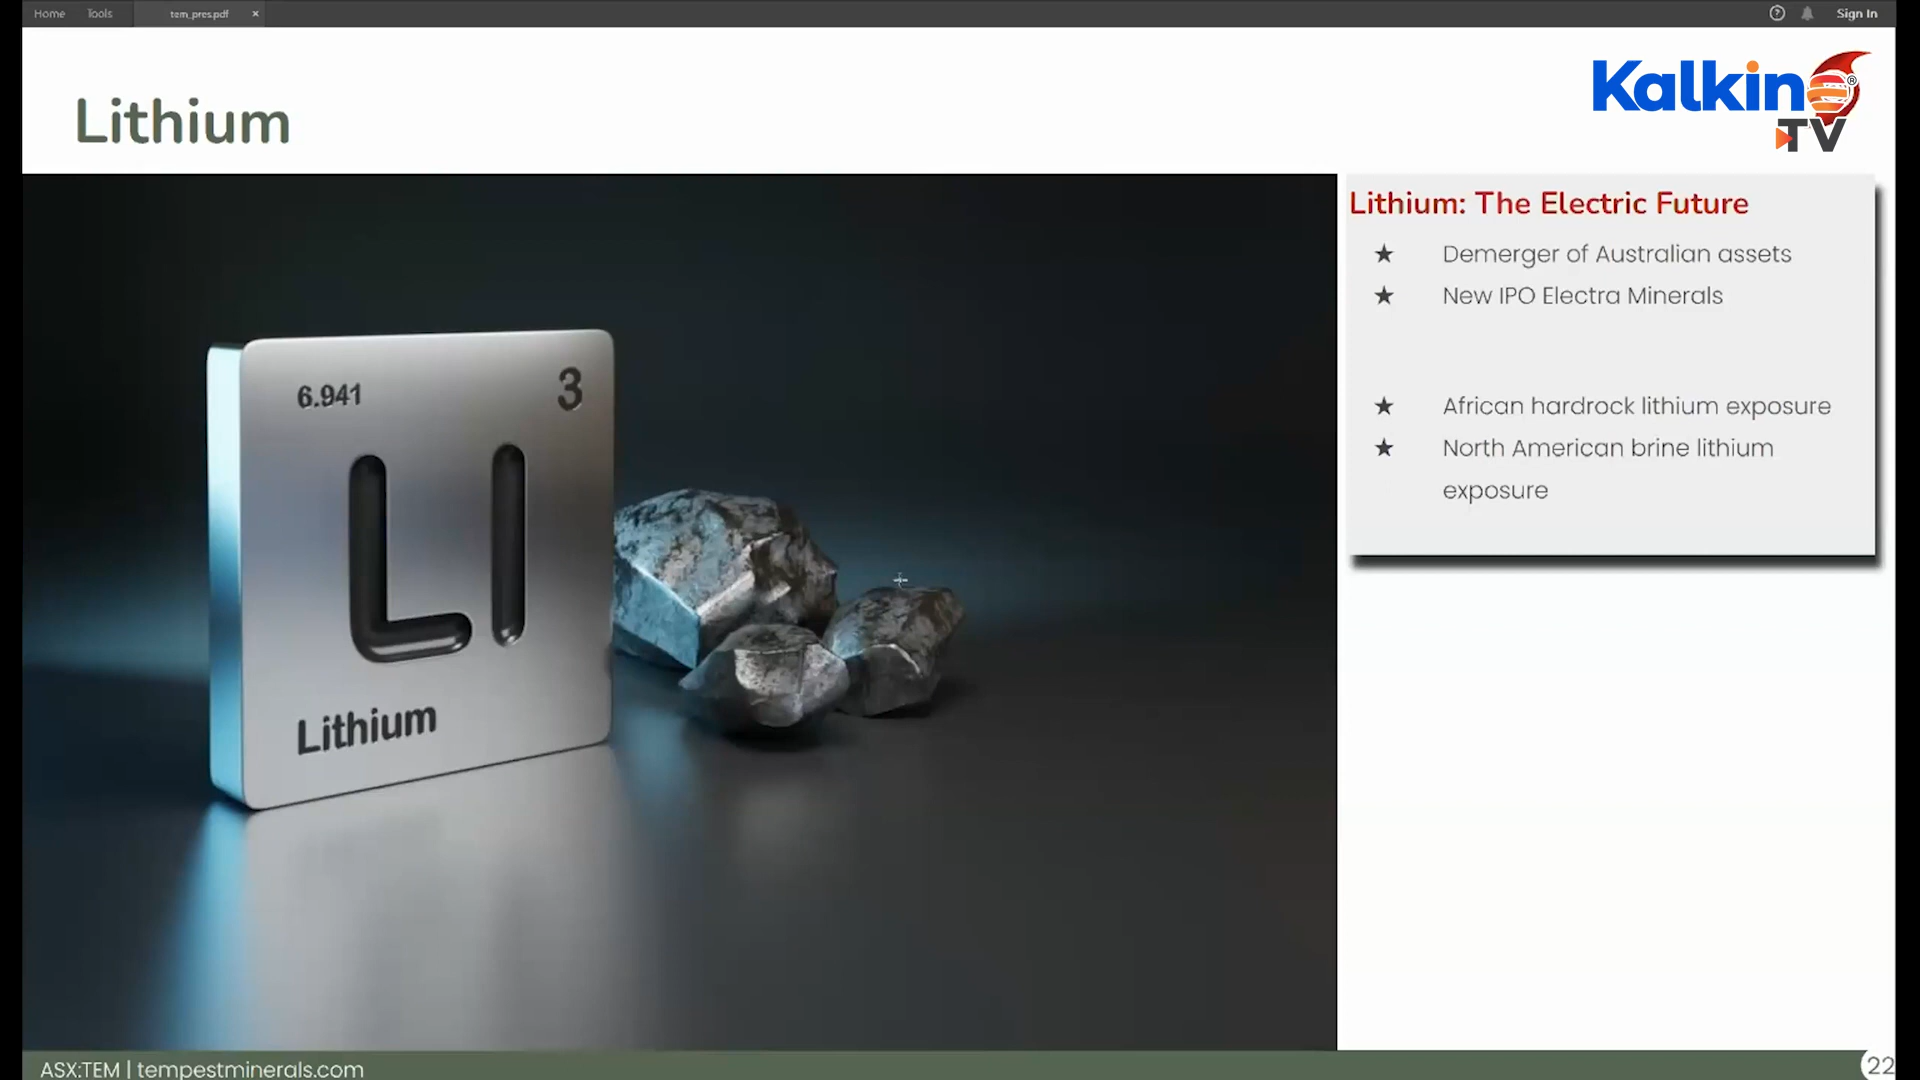 Home Tools tem_pres.pdf × ? Sign In
Kalkin®
TV
Lithium
Lithium: The Electric Future
★ Demerger of Australian assets
★ New IPO Electra Minerals
★ African hardrock lithium exposure
★ North American brine lithium
exposure
6.941 3
LI
Lithium
ASX:TEM | tempestminerals.com
22